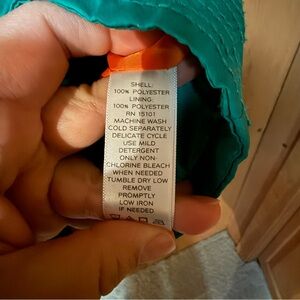 SHELL:
100% POLYESTER
LINING:
100% POLYESTER
RN 15101
MACHINE WASH
COLD SEPARATELY
DELICATE CYCLE
USE MILD
DETERGENT
ONLY NON-
CHLORINE BLEACH
WHEN NEEDED
TUMBLE DRY LOW
REMOVE
PROMPTLY
LOW IRON
IF NEEDED